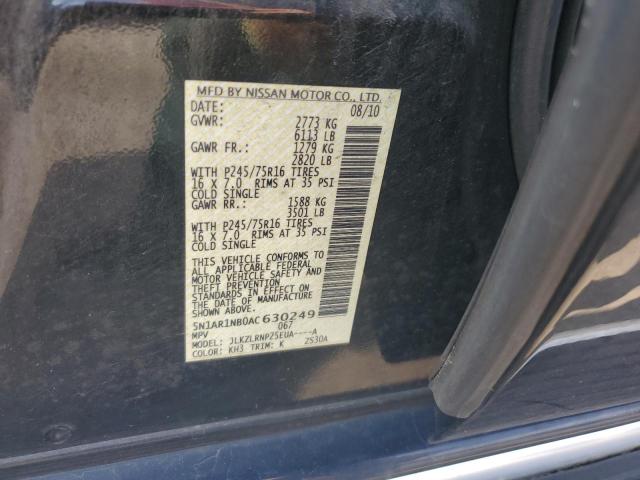 MFD BY NISSAN MOTOR CO., LTD.
DATE: 08/10
GVWR: 2773 KG
6113 LB
GAWR FR.: 1279 KG
2820 LB
WITH P245/75R16 TIRES
16 X 7.0 RIMS AT 35 PSI
COLD SINGLE
GAWR RR.: 1588 KG
3501 LB
WITH P245/75R16 TIRES
16 X 7.0 RIMS AT 35 PSI
COLD SINGLE
THIS VEHICLE CONFORMS TO
ALL APPLICABLE FEDERAL
MOTOR VEHICLE SAFETY AND
THEFT PREVENTION
STANDARDS IN EFFECT ON
THE DATE OF MANUFACTURE
SHOWN ABOVE
5N1AR1NB0AC630249
MPV 067
MODEL: JLKZLRNPZ5EUA----A
COLOR: KH3 TRIM: K ZS30A